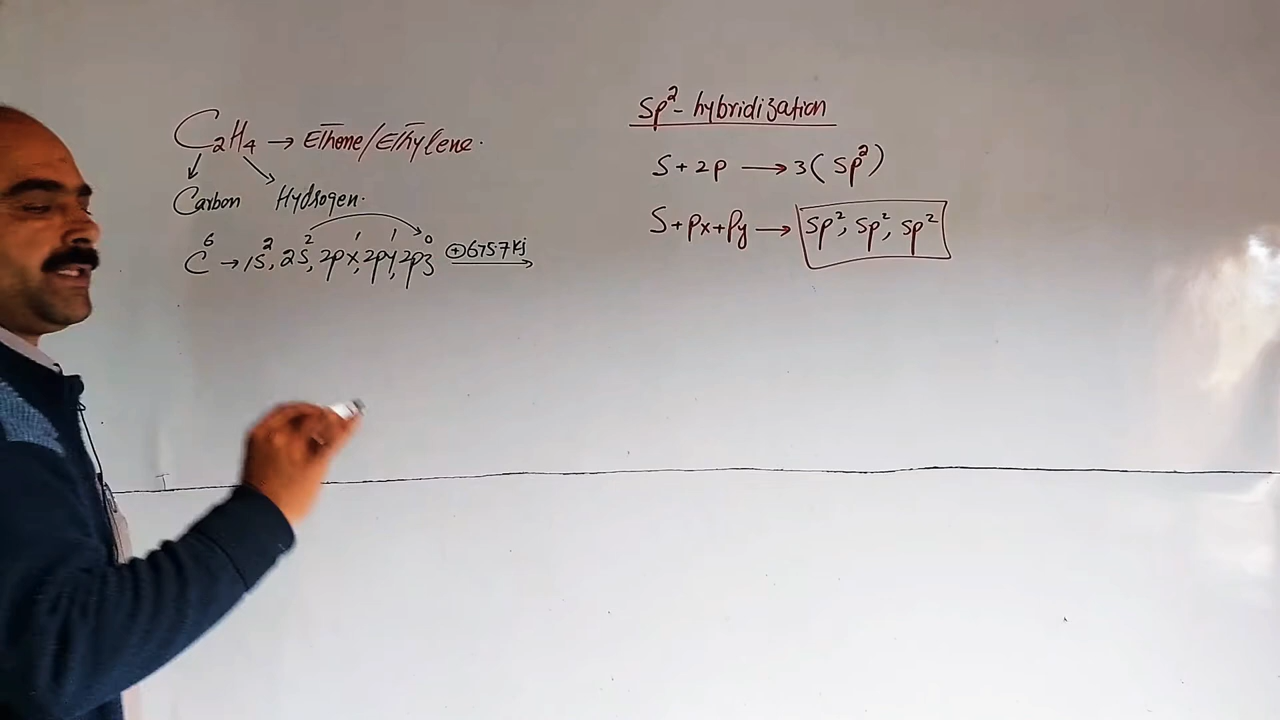 C₂H₄ → Ethene/Ethylene.
Carbon Hydrogen.
C⁶ → 1s², 2s², 2px¹, 2py¹, 2pz⁰ ⊕6757kj
Sp²- hybridization
S + 2p → 3(Sp²)
S+px+py → Sp², Sp², Sp²